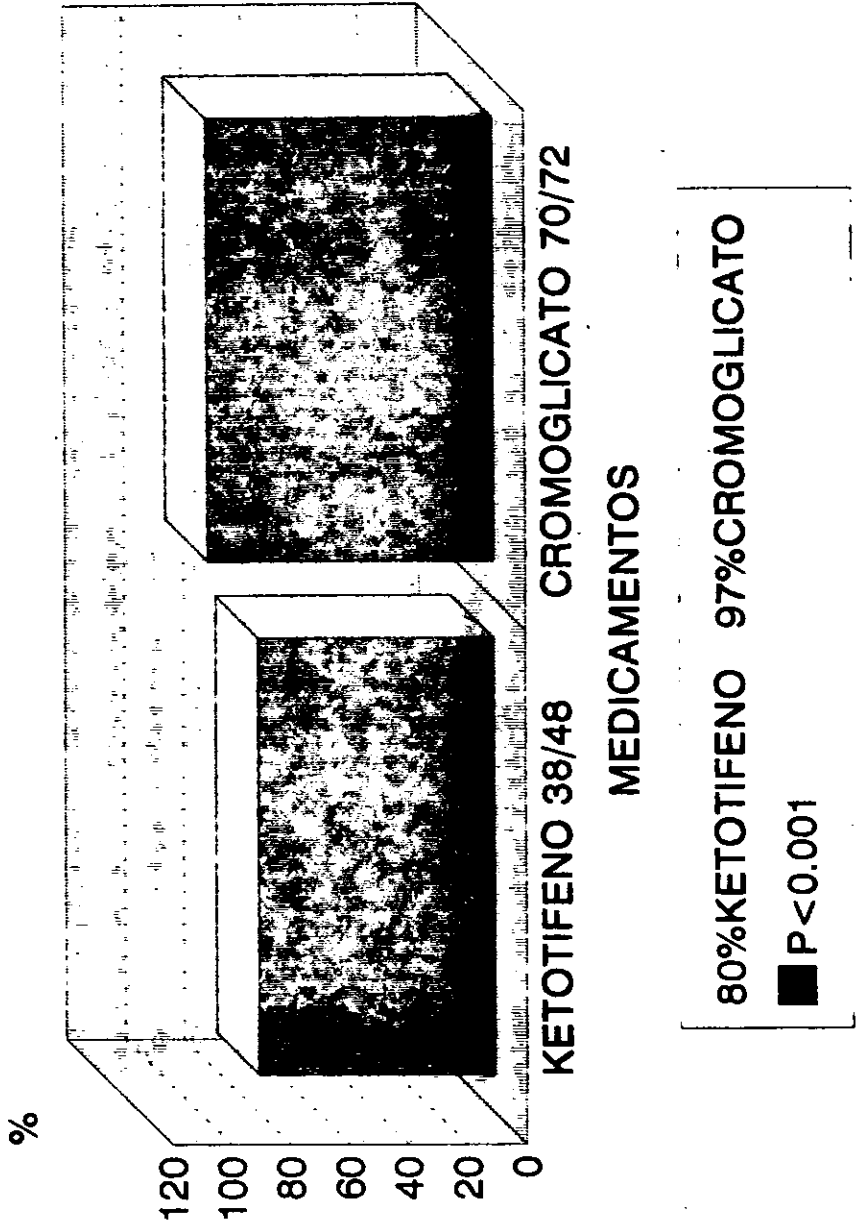 %
120
100
80
60
40
20
0
KETOTIFENO 38/48
CROMOGLICATO 70/72
MEDICAMENTOS
80%KETOTIFENO 97%CROMOGLICATO
P<0.001